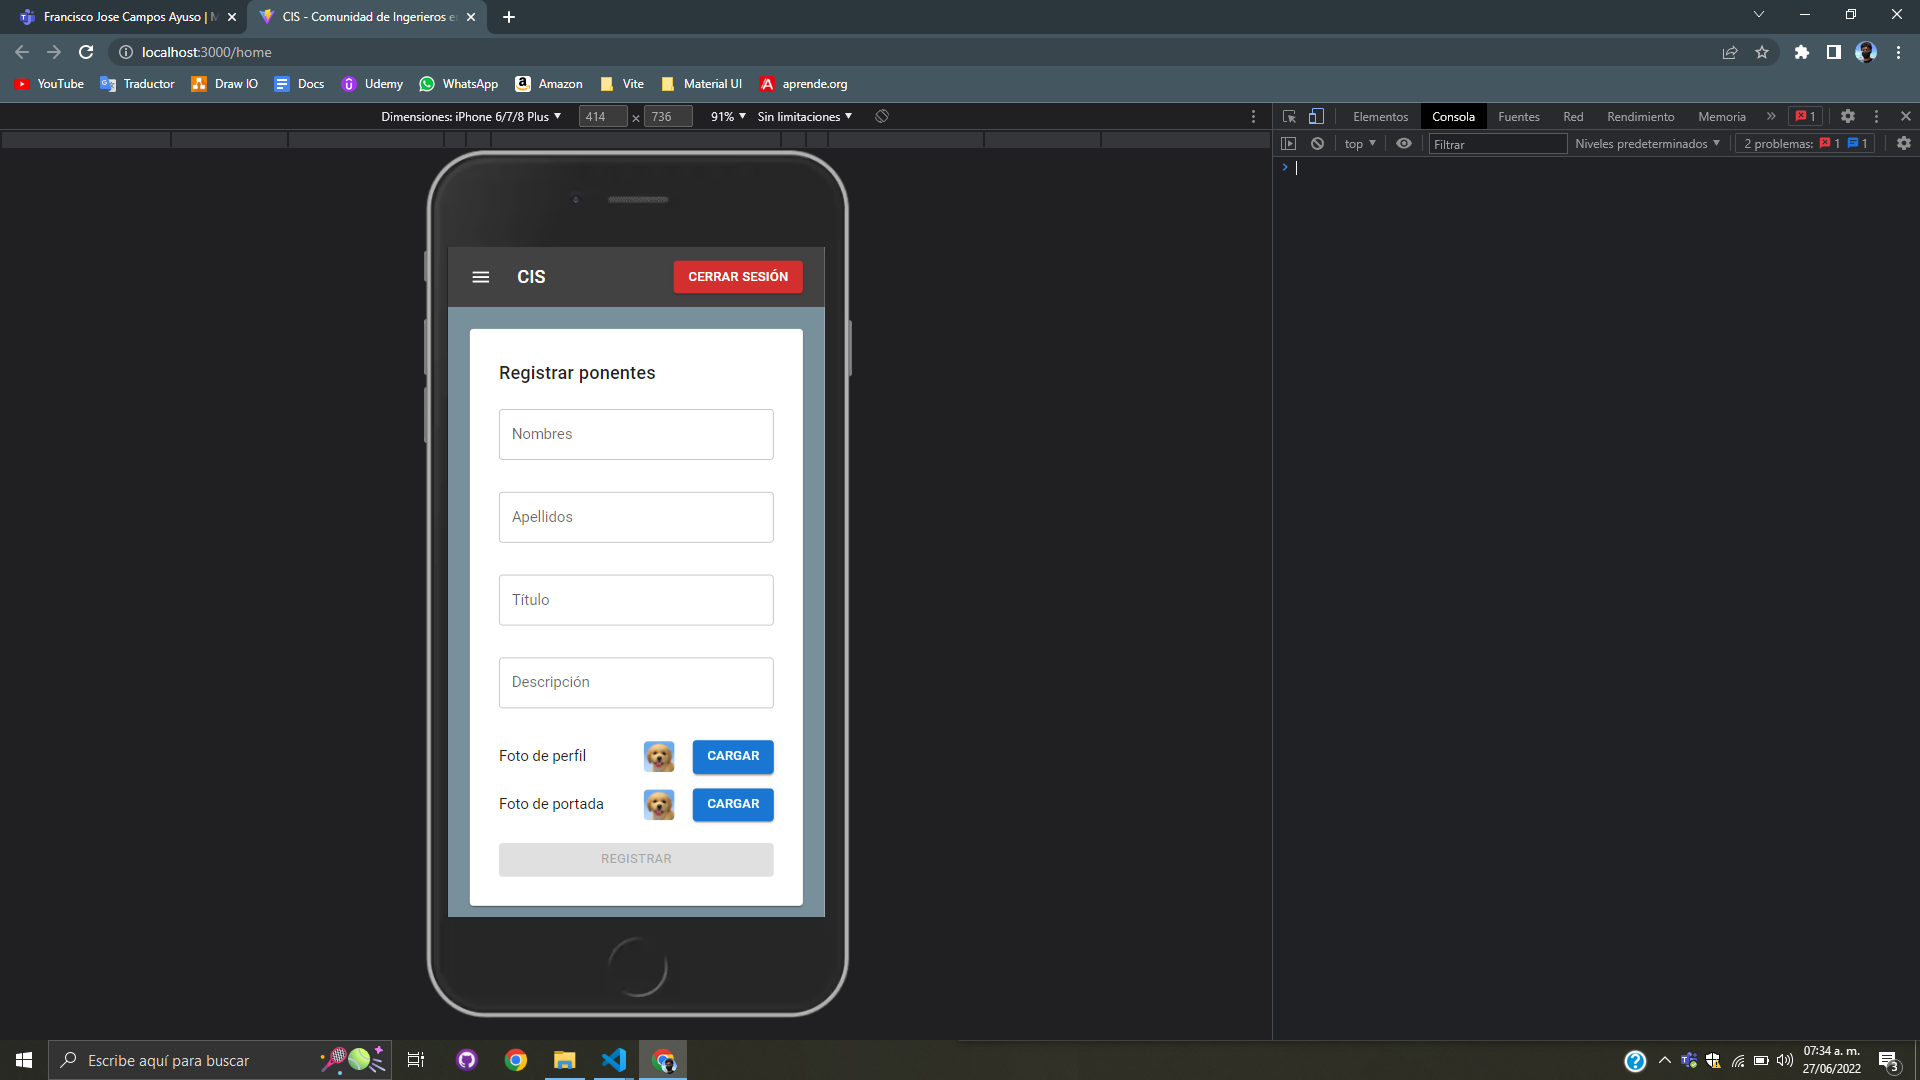 Francisco Jose Campos Ayuso | M
CIS - Comunidad de Ingerieros en
localhost:3000/home
YouTube
Traductor
Draw IO
Docs
Udemy
WhatsApp
Amazon
Vite
Material UI
aprende.org
Dimensiones: iPhone 6/7/8 Plus
414
×
736
91%
Sin limitaciones
Elementos
Consola
Fuentes
Red
Rendimiento
Memoria
»
1
top
Filtrar
Niveles predeterminados
2 problemas:
1
1
CIS
CERRAR SESIÓN
Registrar ponentes
Nombres
Apellidos
Título
Descripción
Foto de perfil
CARGAR
Foto de portada
CARGAR
REGISTRAR
Escribe aquí para buscar
07:34 a. m.
27/06/2022
3